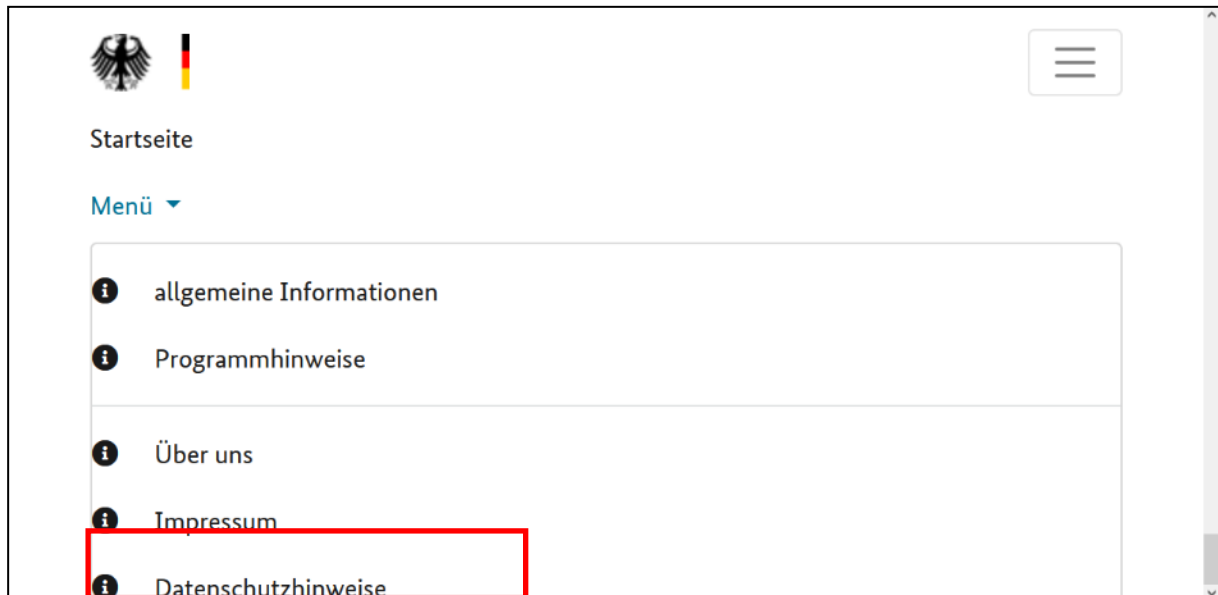 Startseite
Menü
allgemeine Informationen
Programmhinweise
Über uns
Impressum
Datenschutzhinweise